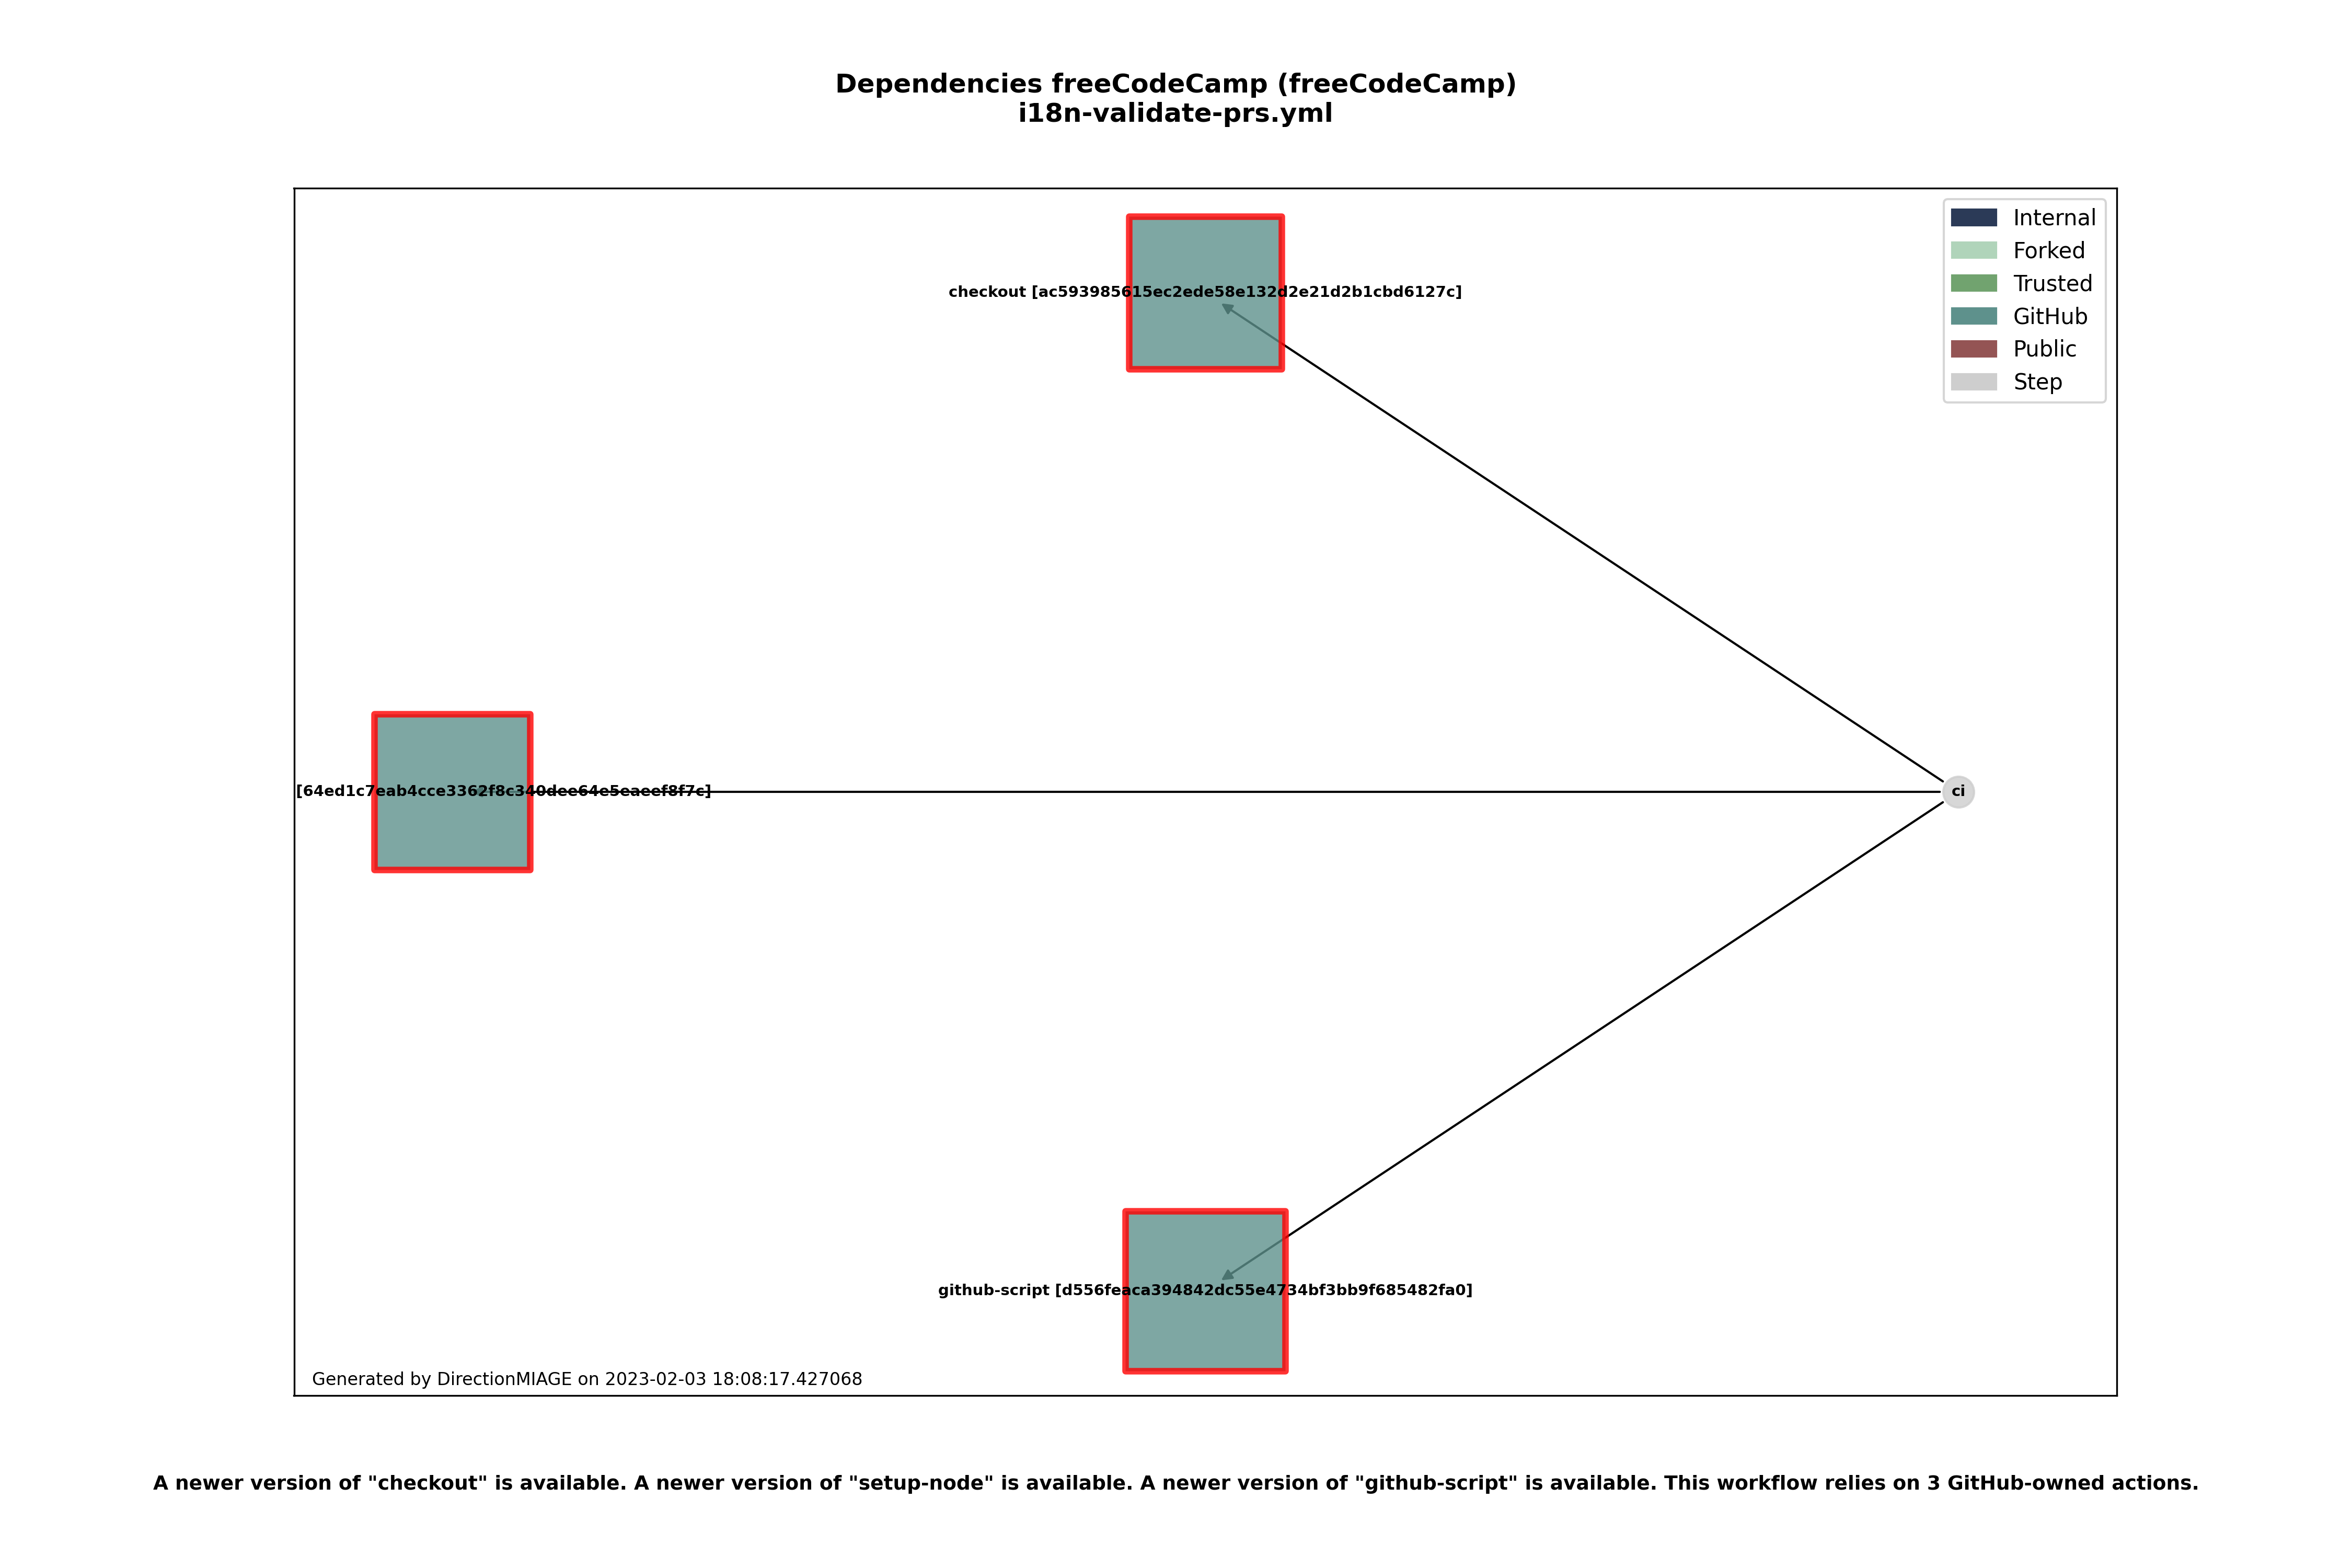 Dependencies freeCodeCamp (freeCodeCamp)
i18n-validate-prs.yml
Internal
Forked
Trusted
GitHub
Public
Step
checkout [ac593985615ec2ede58e132d2e21d2b1cbd6127c]
[64ed1c7eab4cce3362f8c340dee64e5eaeef8f7c]
ci
github-script [d556feaca394842dc55e4734bf3bb9f685482fa0]
Generated by DirectionMIAGE on 2023-02-03 18:08:17.427068
A newer version of "checkout" is available. A newer version of "setup-node" is available. A newer version of "github-script" is available. This workflow relies on 3 GitHub-owned actions.